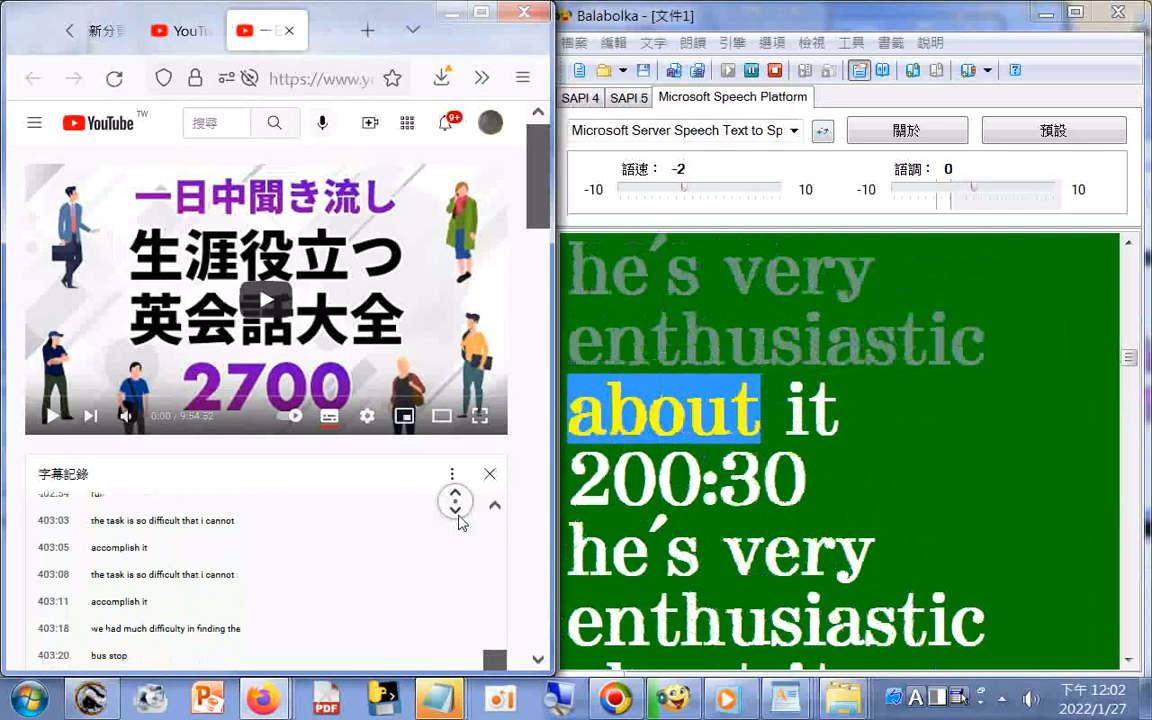 YouTu
https://www.y
YouTube TW
搜尋
9+
一日中聞き流し
生涯役立つ
英会話大全
2700
0:00 / 9:54:52
字幕記錄
403:03 the task is so difficult that i cannot
403:05 accomplish it
403:08 the task is so difficult that i cannot
403:11 accomplish it
403:18 we had much difficulty in finding the
403:20 bus stop
Balabolka - [文件1]
檔案 編輯 文字 朗讀 引擎 選項 檢視 工具 書籤 說明
SAPI 4 SAPI 5 Microsoft Speech Platform
Microsoft Server Speech Text to Sp
關於 預設
語速: -2 語調: 0
-10 10 -10 10
he´s very
enthusiastic
about it
200:30
he´s very
enthusiastic
PDF
A
下午 12:02
2022/1/27